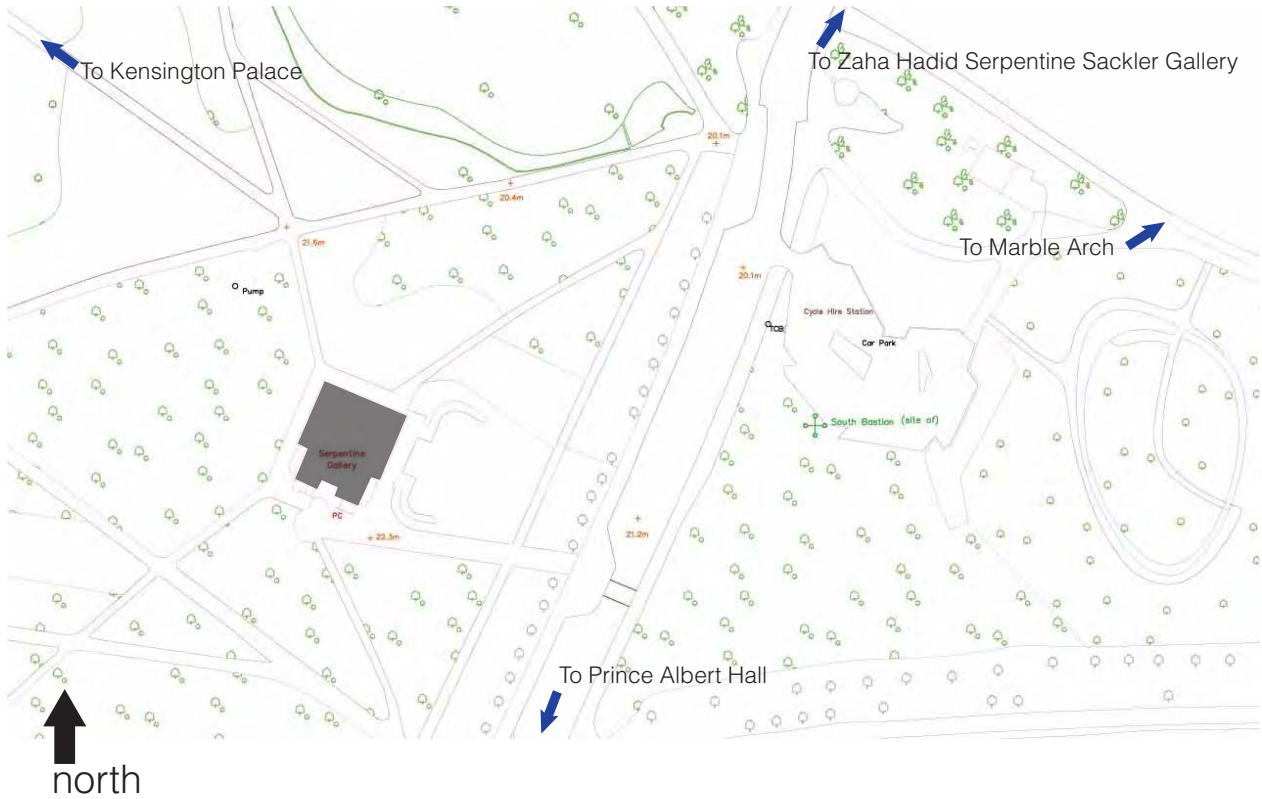 To Kensington Palace
To Zaha Hadid Serpentine Sackler Gallery
20.1m
20.4m
21.6m
To Marble Arch
20.1m
Pump
Cycle Hire Station
TCB
Car Park
South Bastion (site of)
Serpentine
Gallery
PC
22.3m
21.2m
To Prince Albert Hall
north